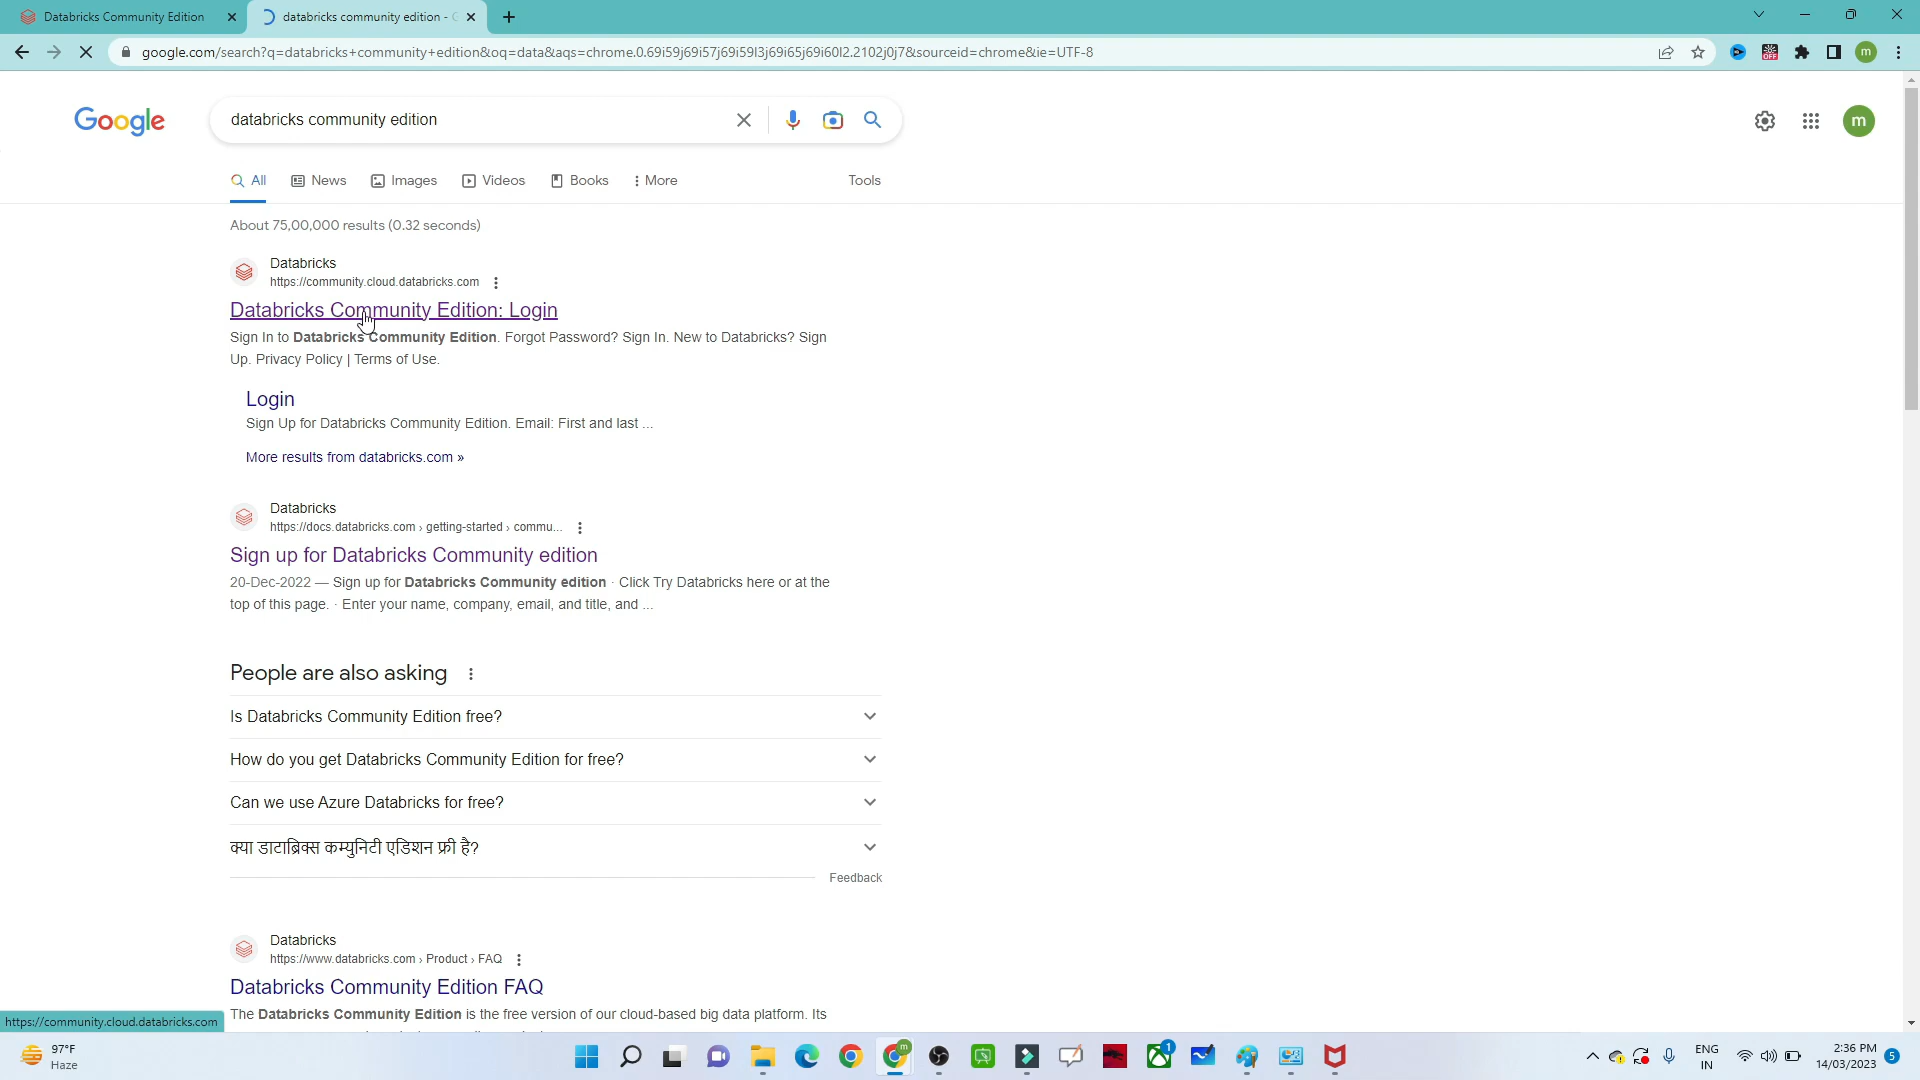 Databricks Community Edition
databricks community edition - G
google.com/search?q=databricks+community+edition&oq=data&aqs=chrome.0.69i59j69i57j69i59l3j69i65j69i60l2.2102j0j7&sourceid=chrome&ie=UTF-8
OFF
m
Google
databricks community edition
m
All
News
Images
Videos
Books
More
Tools
About 75,00,000 results (0.32 seconds)
Databricks
https://community.cloud.databricks.com
Databricks Community Edition: Login
Sign In to Databricks Community Edition. Forgot Password? Sign In. New to Databricks? Sign
Up. Privacy Policy | Terms of Use.
Login
Sign Up for Databricks Community Edition. Email: First and last ...
More results from databricks.com »
Databricks
https://docs.databricks.com › getting-started › commu...
Sign up for Databricks Community edition
20-Dec-2022 — Sign up for Databricks Community edition · Click Try Databricks here or at the
top of this page. · Enter your name, company, email, and title, and ...
People are also asking
Is Databricks Community Edition free?
How do you get Databricks Community Edition for free?
Can we use Azure Databricks for free?
क्या डाटाब्रिक्स कम्युनिटी एडिशन फ्री है?
Feedback
Databricks
https://www.databricks.com › Product › FAQ
Databricks Community Edition FAQ
The Databricks Community Edition is the free version of our cloud-based big data platform. Its
https://community.cloud.databricks.com
97°F
Haze
m
1
ENG
IN
2:36 PM
14/03/2023
5